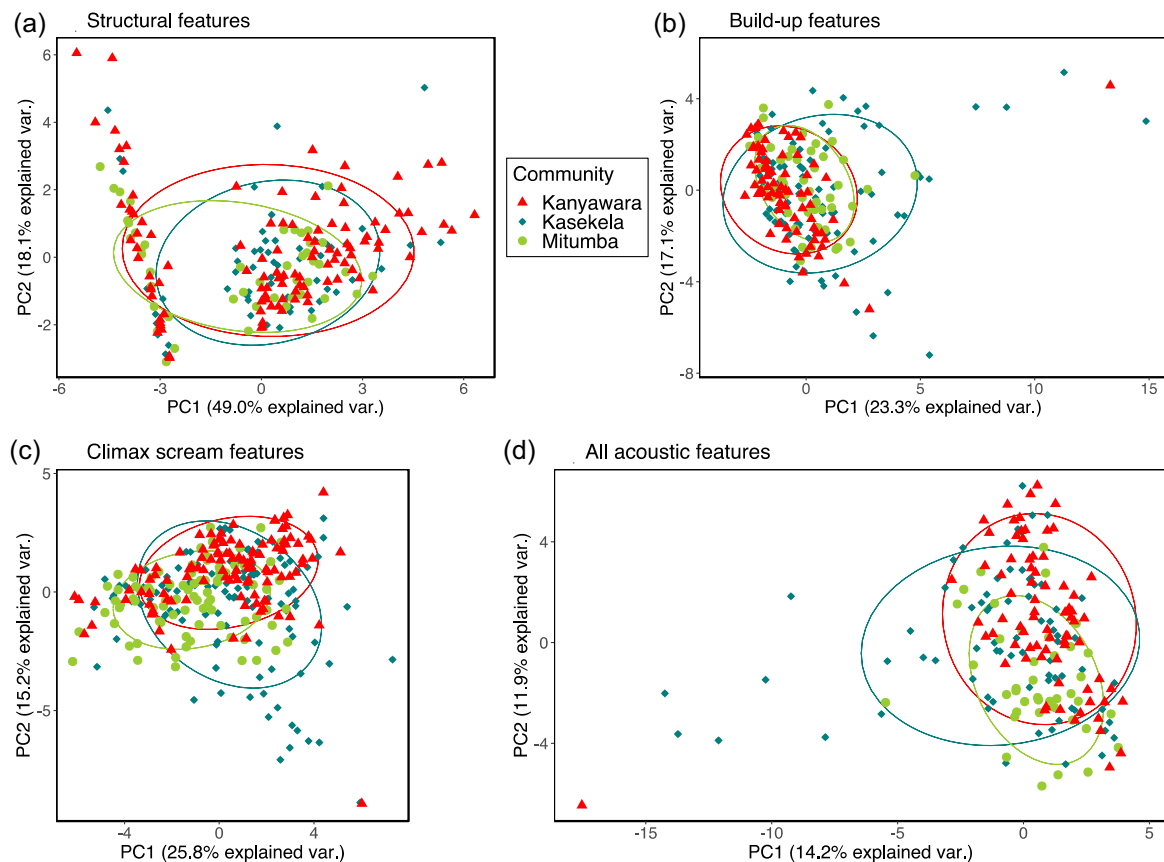 (a) Structural features
6
4
2
0
-2
PC2 (18.1% explained var.)
-6 -3 0 3 6
PC1 (49.0% explained var.)
Community
Kanyawara
Kasekela
Mitumba
(b) Build-up features
4
0
-4
-8
PC2 (17.1% explained var.)
0 5 10 15
PC1 (23.3% explained var.)
(c) Climax scream features
5
0
-5
PC2 (15.2% explained var.)
-4 0 4
PC1 (25.8% explained var.)
(d) All acoustic features
4
0
-4
PC2 (11.9% explained var.)
-15 -10 -5 0 5
PC1 (14.2% explained var.)